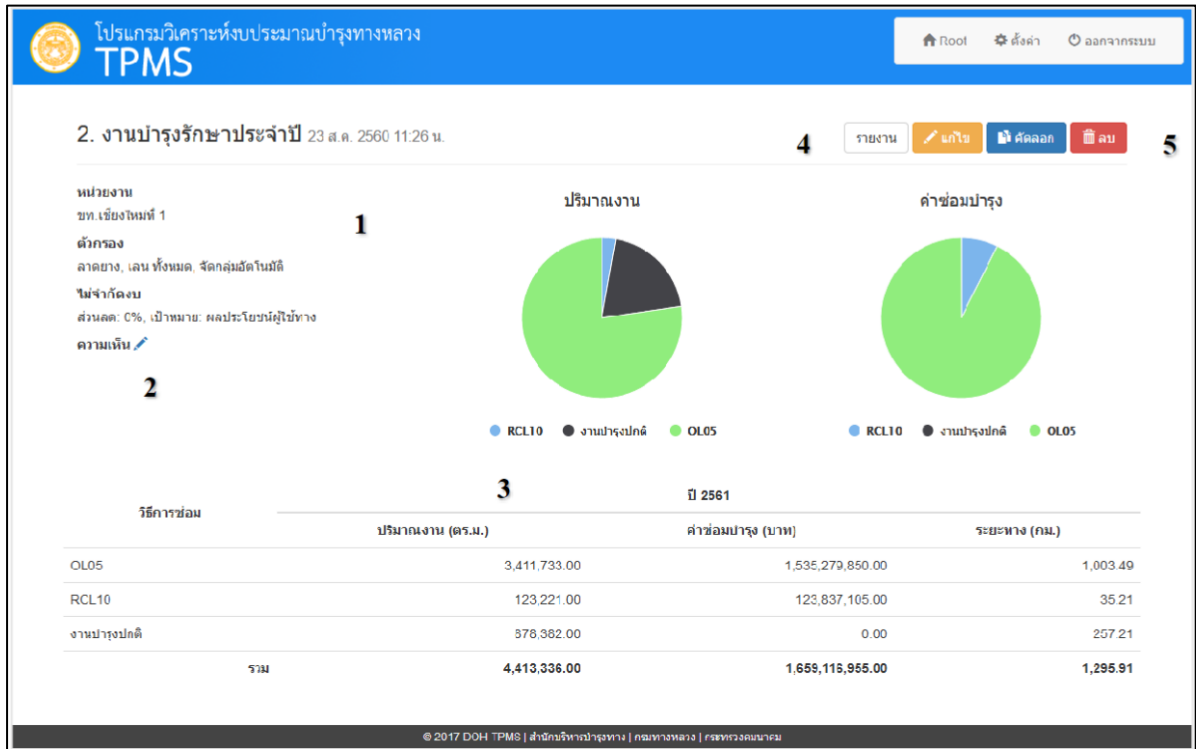 โปรแกรมวิเคราะห์งบประมาณบำรุงทางหลวง
TPMS
Root ตั้งค่า ออกจากระบบ
2. งานบำรุงรักษาประจำปี 23 ส.ค. 2560 11:26 น.
4
รายงาน แก้ไข คัดลอก ลบ
5
หน่วยงาน
ขท.เชียงใหม่ที่ 1
1
ตัวกรอง
ลาดยาง, เลน ทั้งหมด, จัดกลุ่มอัตโนมัติ
ไม่จำกัดงบ
ส่วนลด: 0%, เป้าหมาย: ผลประโยชน์ผู้ใช้ทาง
ความเห็น
2
ปริมาณงาน
RCL10 งานบำรุงปกติ OL05
ค่าซ่อมบำรุง
RCL10 งานบำรุงปกติ OL05
3
วิธีการซ่อม ปี 2561
ปริมาณงาน (ตร.ม.) ค่าซ่อมบำรุง (บาท) ระยะทาง (กม.)
OL05 3,411,733.00 1,535,279,850.00 1,003.49
RCL10 123,221.00 123,837,105.00 35.21
งานบำรุงปกติ 878,382.00 0.00 257.21
รวม 4,413,336.00 1,659,116,955.00 1,295.91
© 2017 DOH TPMS | สำนักบริหารบำรุงทาง | กรมทางหลวง | กระทรวงคมนาคม